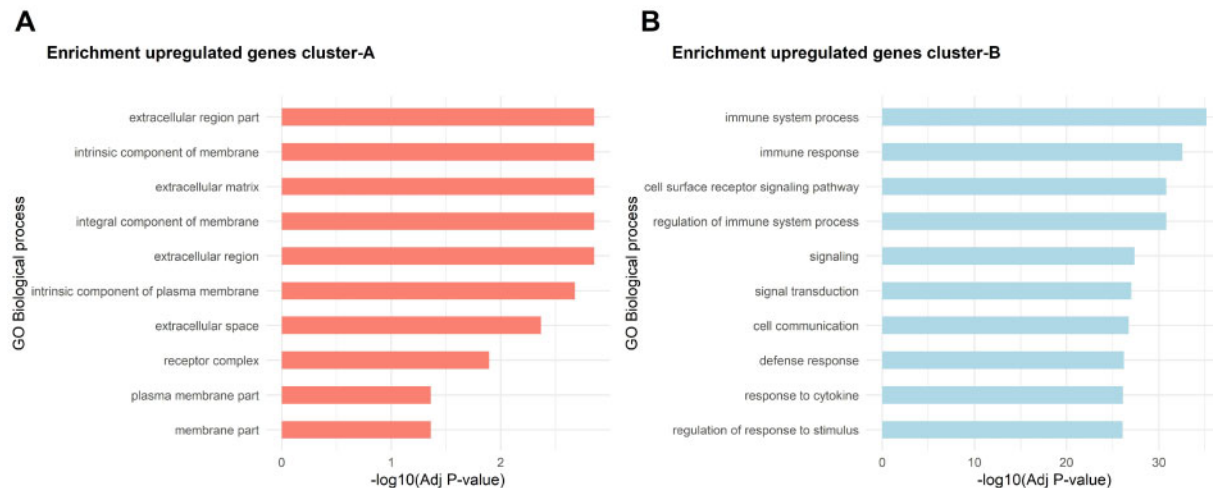 A
Enrichment upregulated genes cluster-A
GO Biological process
extracellular region part
intrinsic component of membrane
extracellular matrix
integral component of membrane
extracellular region
intrinsic component of plasma membrane
extracellular space
receptor complex
plasma membrane part
membrane part
0 1 2
-log10(Adj P-value)
B
Enrichment upregulated genes cluster-B
GO Biological process
immune system process
immune response
cell surface receptor signaling pathway
regulation of immune system process
signaling
signal transduction
cell communication
defense response
response to cytokine
regulation of response to stimulus
0 10 20 30
-log10(Adj P-value)